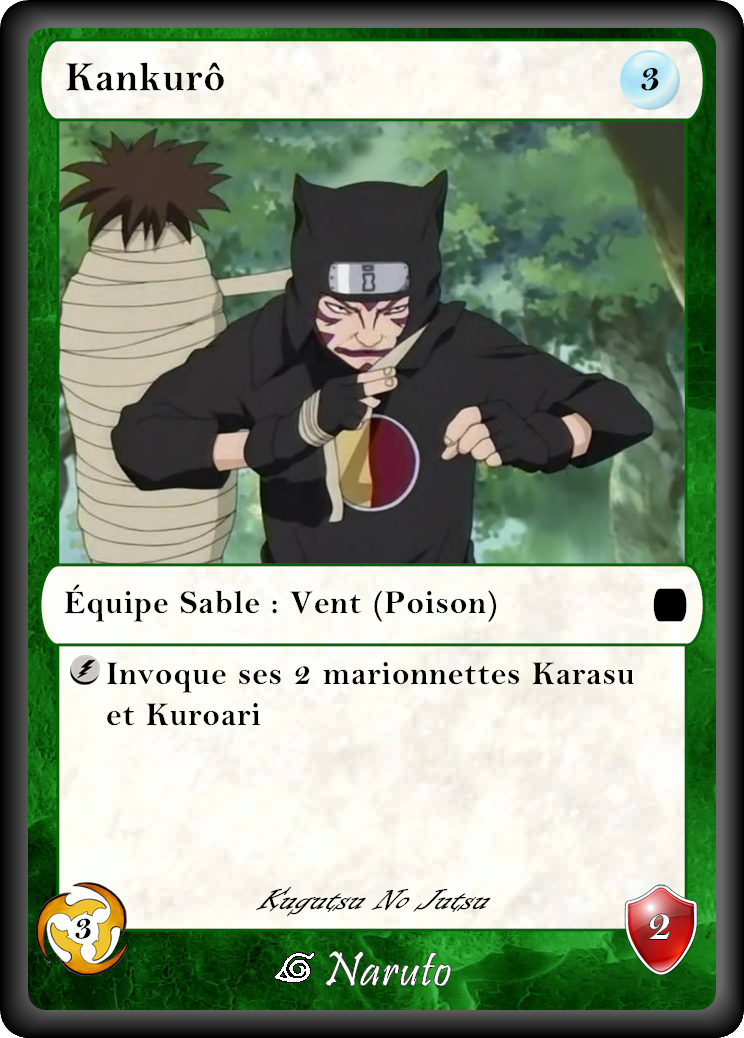 Kankurô
3
Équipe Sable : Vent (Poison)
Invoque ses 2 marionnettes Karasu
et Kuroari
Kugutsu No Jutsu
3
2
Naruto